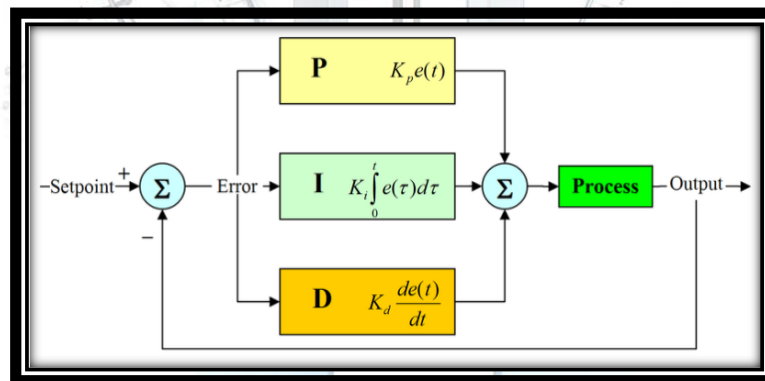 P K_p e(t)
–Setpoint
+
Σ
–
Error
I K_i ∫_0^t e(τ)dτ
Σ
Process
Output
D K_d de(t)/dt